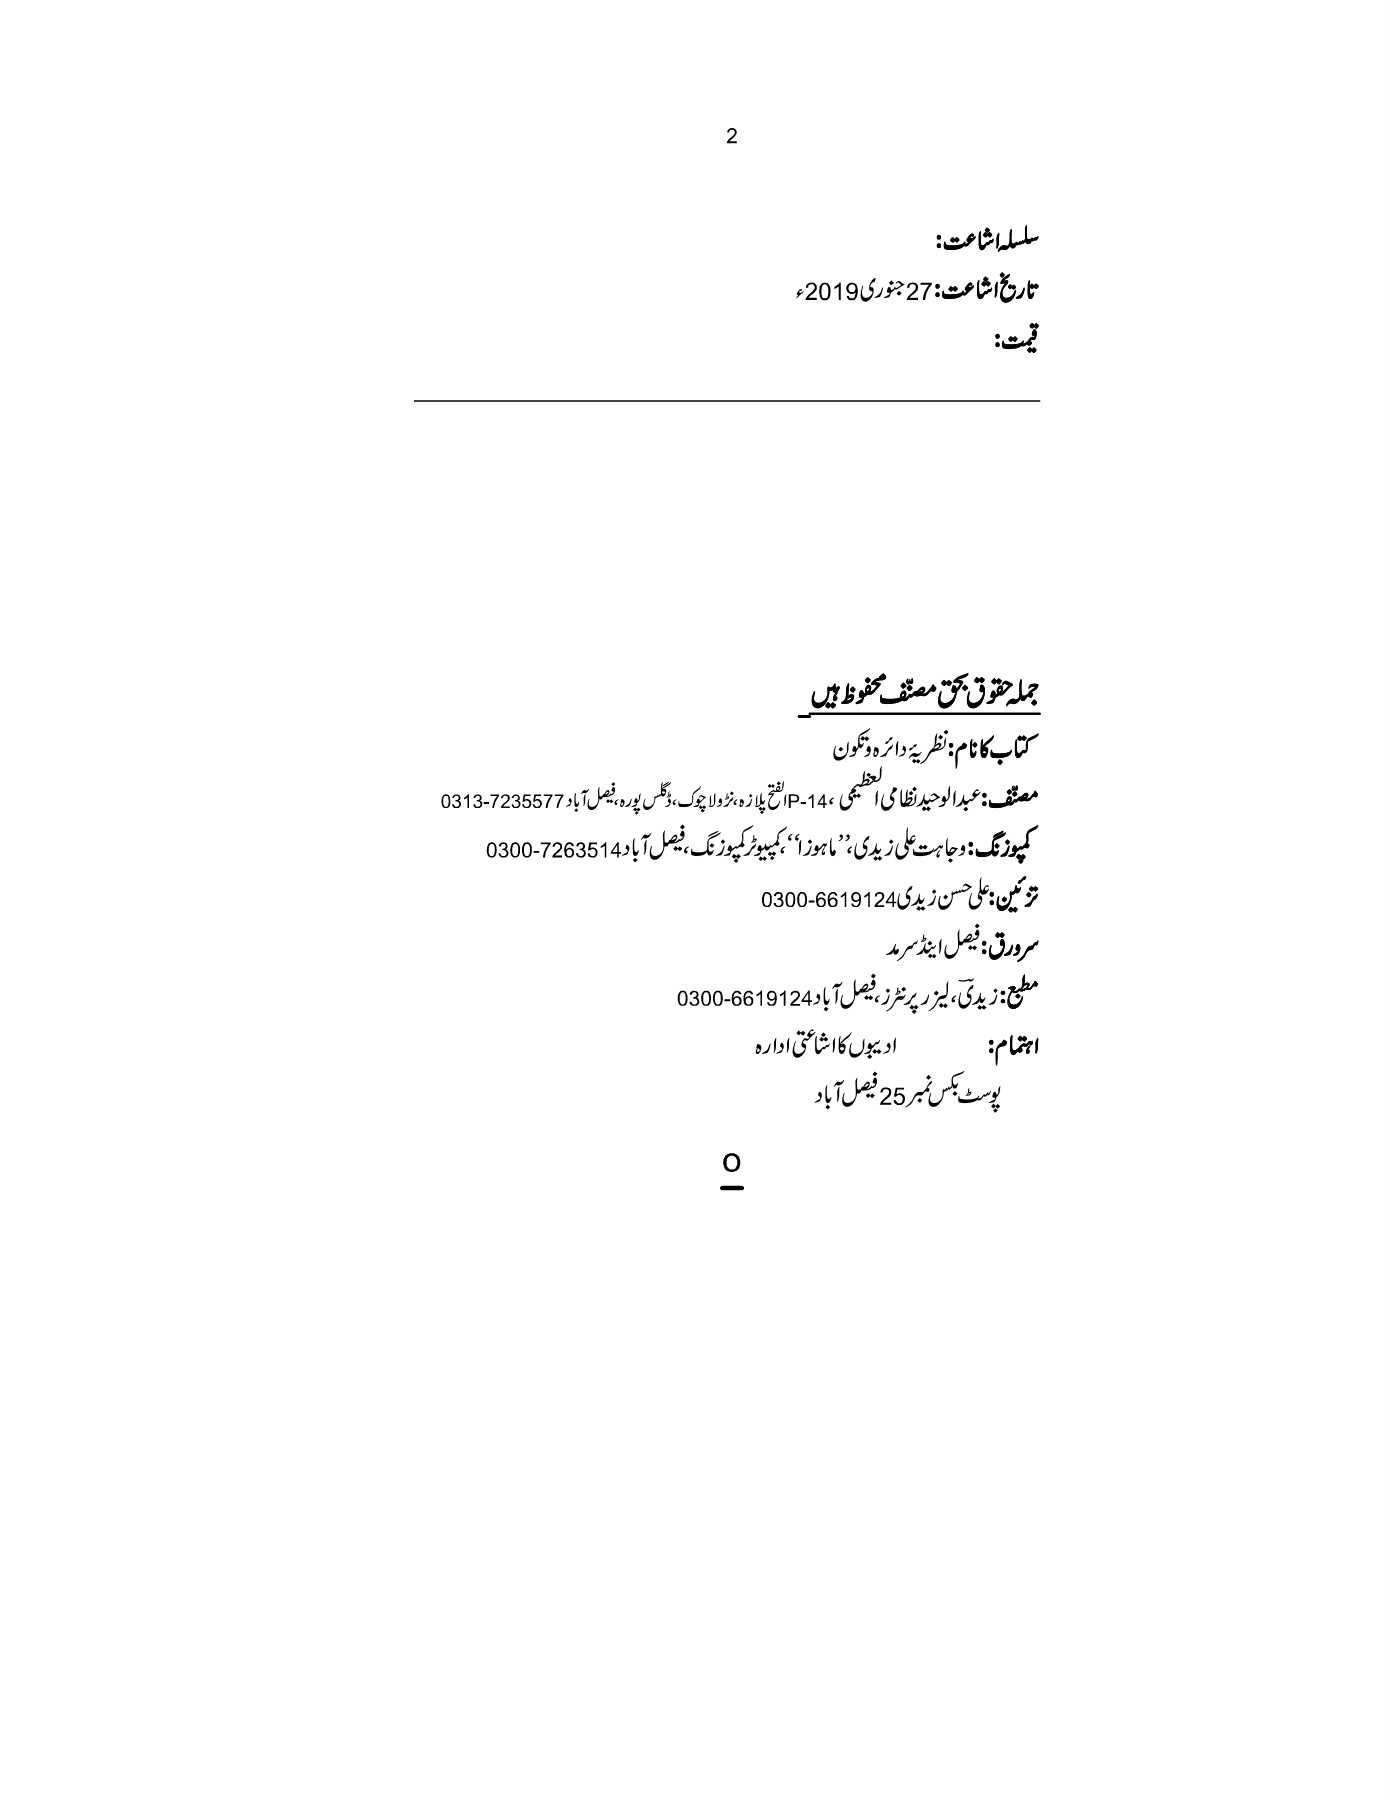 2
سلسلہ اشاعت:
تاریخ اشاعت: 27 جنوری 2019ء
قیمت:
جملہ حقوق بحق مصنّف محفوظ ہیں
کتاب کا نام: نظریۂ دائرہ و تکون
مصنّف: عبدالوحید نظامی العظیمی ، P-14 الفتح پلازہ، نڑولا چوک، ڈگلس پورہ، فیصل آباد 0313-7235577
کمپوزنگ: وجاہت علی زیدی، ’’ماہوزا‘‘، کمپیوٹر کمپوزنگ، فیصل آباد 0300-7263514
تزئین: علی حسن زیدی 0300-6619124
سرورق: فیصل اینڈ سرمد
مطبع: زیدیؔ، لیزر پرنٹرز، فیصل آباد 0300-6619124
اہتمام: ادیبوں کا اشاعتی ادارہ
پوسٹ بکس نمبر 25 فیصل آباد
O